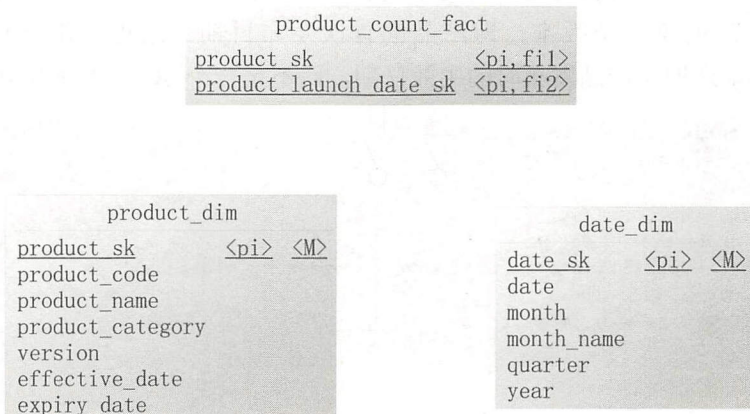 product_count_fact
product_sk <pi,fi1>
product_launch_date_sk <pi,fi2>
product_dim
product_sk <pi> <M>
product_code
product_name
product_category
version
effective_date
expiry_date
date_dim
date_sk <pi> <M>
date
month
month_name
quarter
year